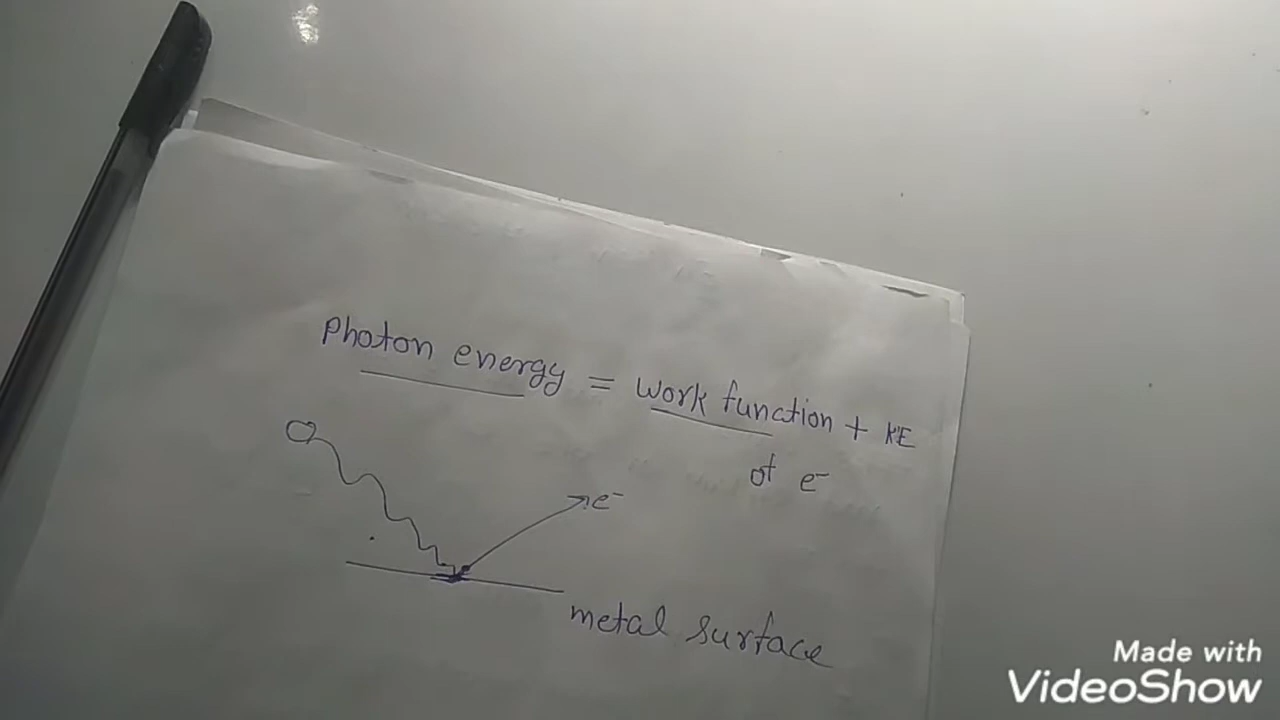 Photon energy = work function + KE
of e⁻
e⁻
metal surface
Made with
VideoShow